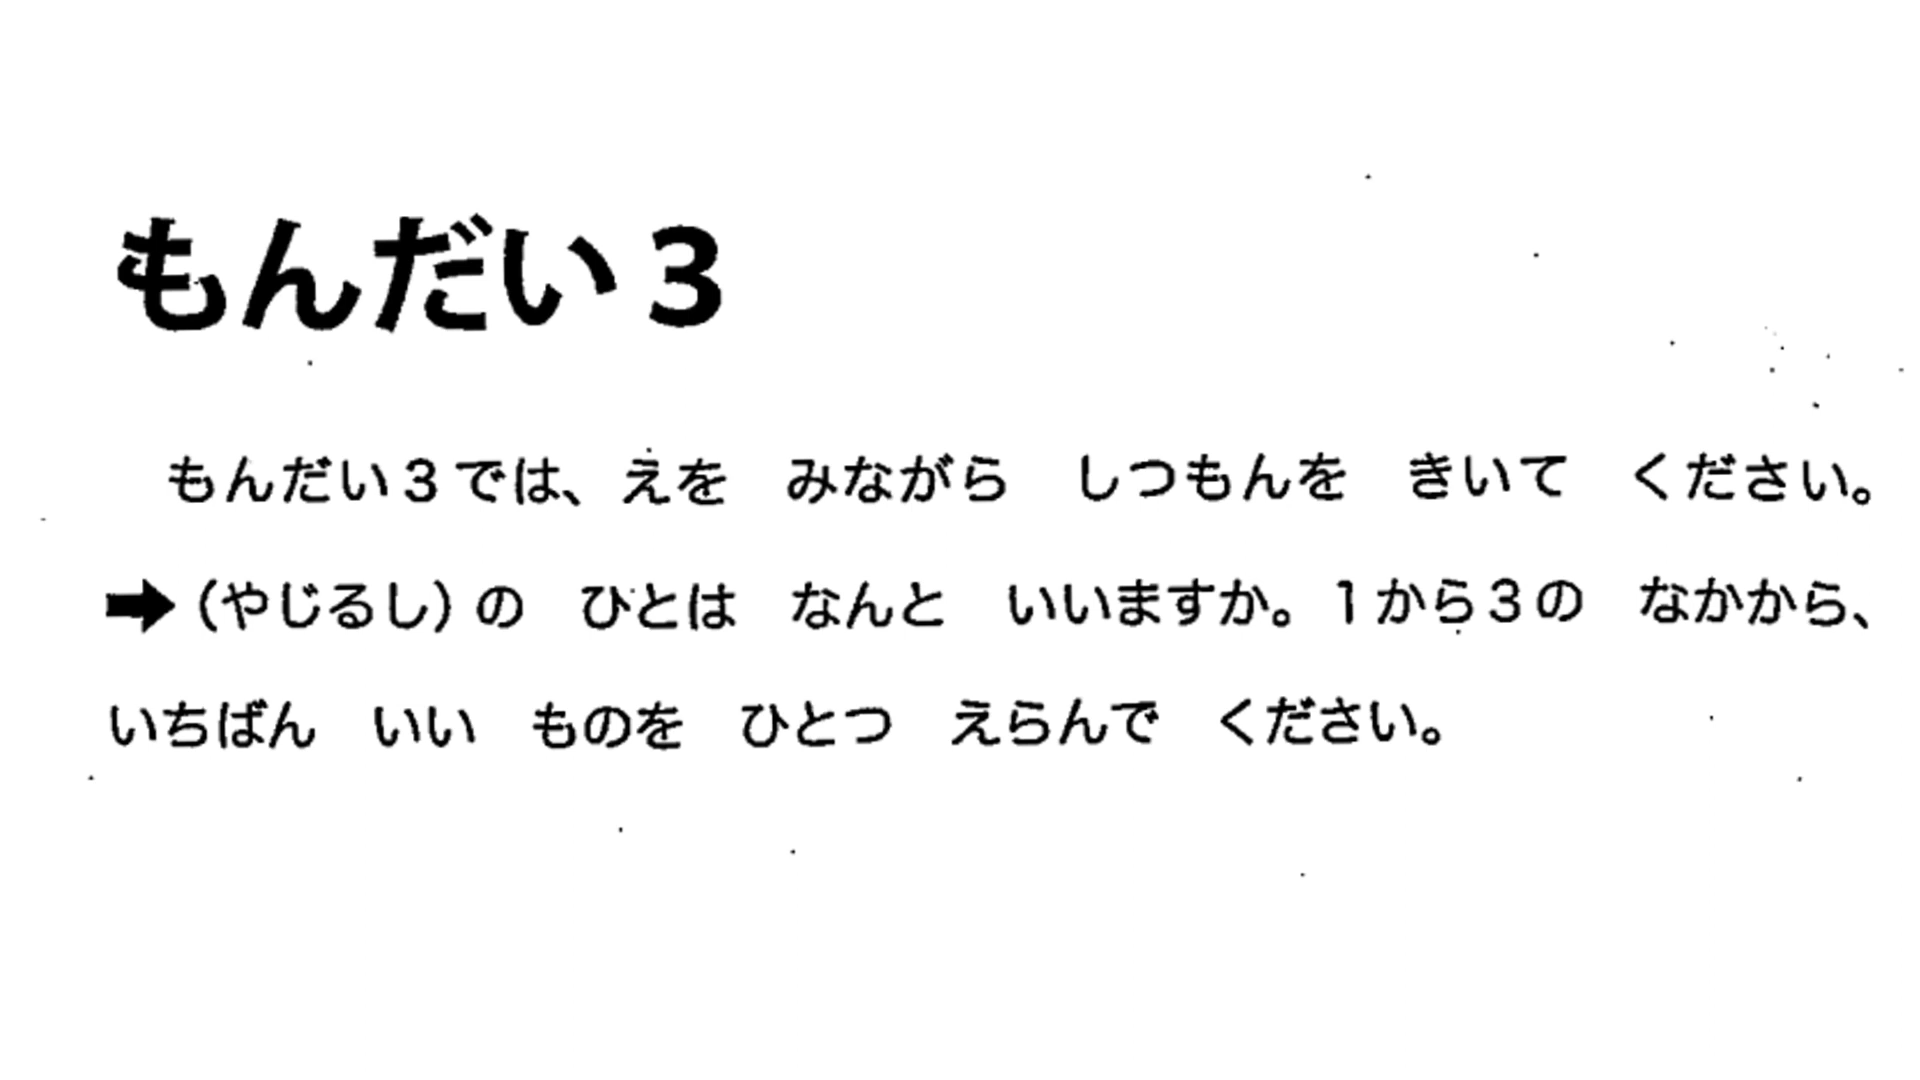 もんだい3
もんだい3では、えを　みながら　しつもんを　きいて　ください。
➡(やじるし)の　ひとは　なんと　いいますか。1から3の　なかから、
いちばん　いい　ものを　ひとつ　えらんで　ください。